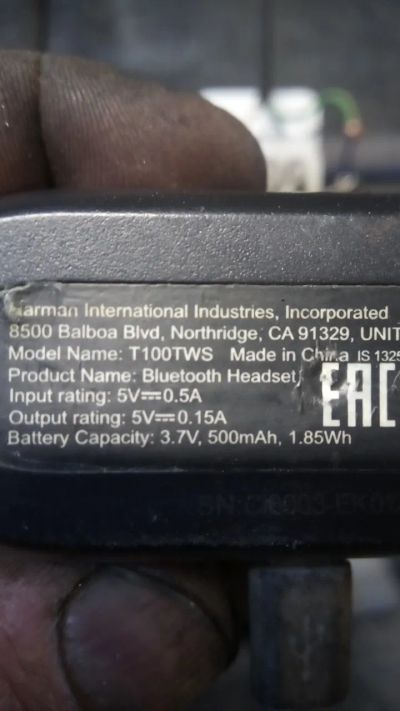 Harman International Industries, Incorporated
8500 Balboa Blvd, Northridge, CA 91329, UNIT
Model Name: T100TWS Made in China IS 1325
Product Name: Bluetooth Headset
EAC
Input rating: 5V⎓0.5A
Output rating: 5V⎓0.15A
Battery Capacity: 3.7V, 500mAh, 1.85Wh